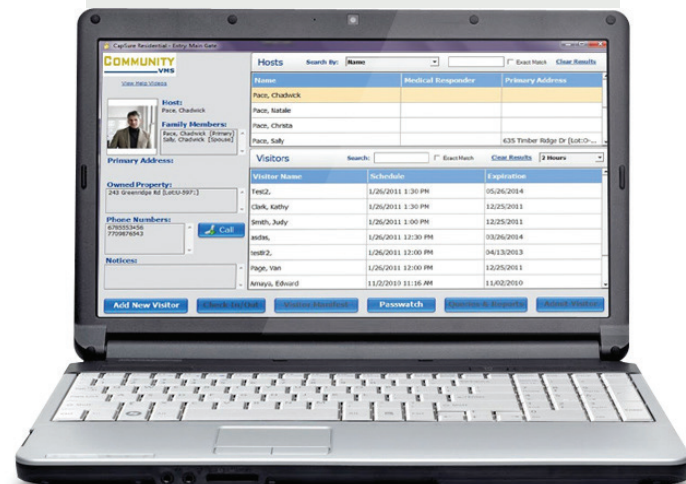 CapSure Residential - Entry: Main Gate
COMMUNITY
VMS
View Help Videos
Host:
Pace, Chadwick
Family Members:
Pace, Chadwick [Primary]
Sally, Chadwick [Spouse]
Primary Address:
Owned Property:
243 Greenridge Rd [Lot:U-597:]
Phone Numbers:
6785553456
7709876543
Call
Notices:
Hosts Search By: Name Exact Match Clear Results
Name Medical Responder Primary Address
Pace, Chadwick
Pace, Natalie
Pace, Christa
Pace, Sally 635 Timber Ridge Dr [Lot:0-...
Visitors Search: Exact Match Clear Results 2 Hours
Visitor Name Schedule Expiration
Test2, 1/26/2011 1:30 PM 05/26/2014
Clark, Kathy 1/26/2011 1:30 PM 12/25/2011
Smth, Judy 1/26/2011 1:00 PM 12/25/2011
asdas, 1/26/2011 12:30 PM 03/26/2014
testr2, 1/26/2011 12:00 PM 04/13/2013
Page, Van 1/26/2011 12:00 PM 12/25/2011
Amaya, Edward 11/2/2010 11:16 AM 11/02/2010
Add New Visitor Check In/Out Visitor Manifest Passwatch Queries & Reports Reject Visitor